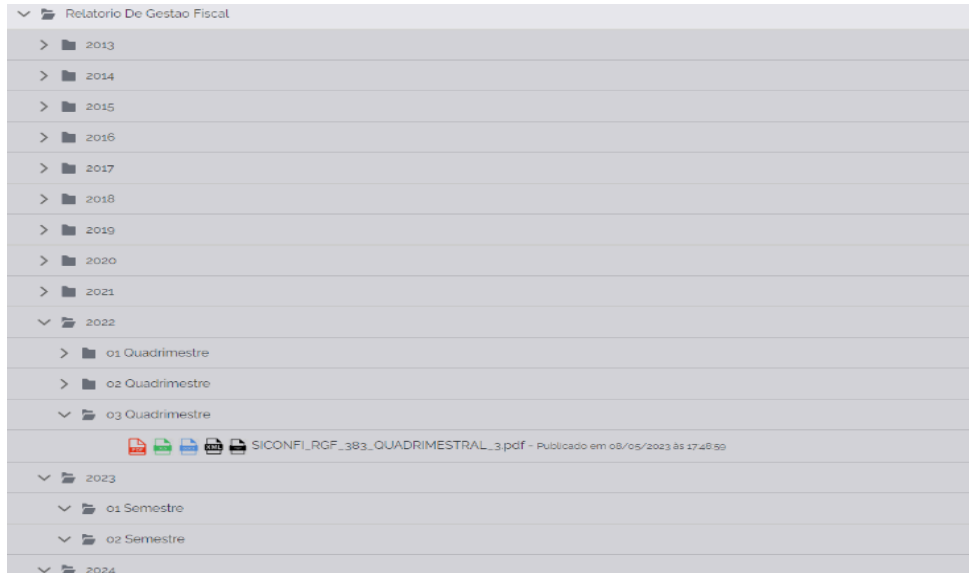 Relatorio De Gestao Fiscal
2013
2014
2015
2016
2017
2018
2019
2020
2021
2022
01 Quadrimestre
02 Quadrimestre
03 Quadrimestre
SICONFI_RGF_383_QUADRIMESTRAL_3.pdf - Publicado em 08/05/2023 às 17:48:59
2023
01 Semestre
02 Semestre
2024